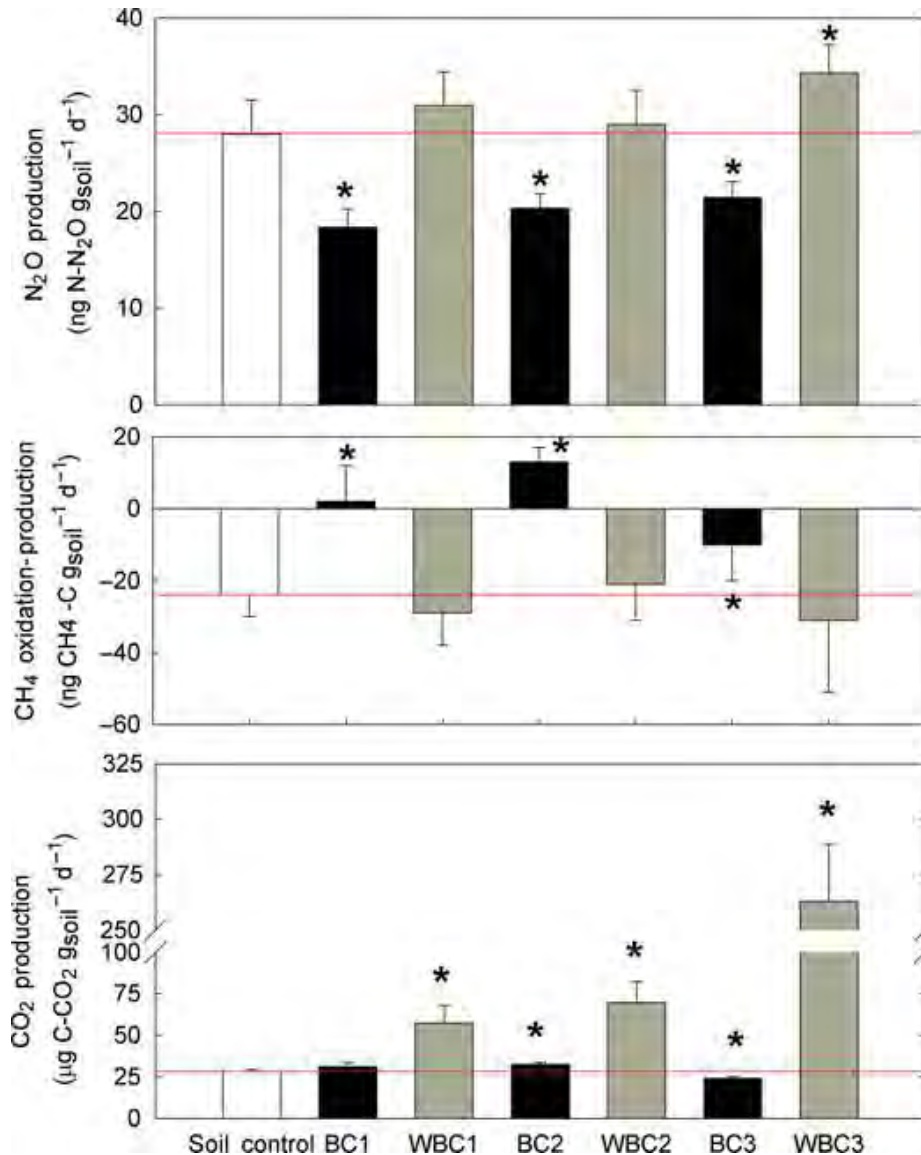 40
30
20
10
0
N₂O production
(ng N-N₂O gsoil⁻¹ d⁻¹)
* * * *
20
0
−20
−40
−60
CH₄ oxidation-production
(ng CH4 -C gsoil⁻¹ d⁻¹)
* * *
325
300
275
250
100
75
50
25
0
CO₂ production
(µg C-CO₂ gsoil⁻¹ d⁻¹)
* * * * *
Soil control BC1 WBC1 BC2 WBC2 BC3 WBC3